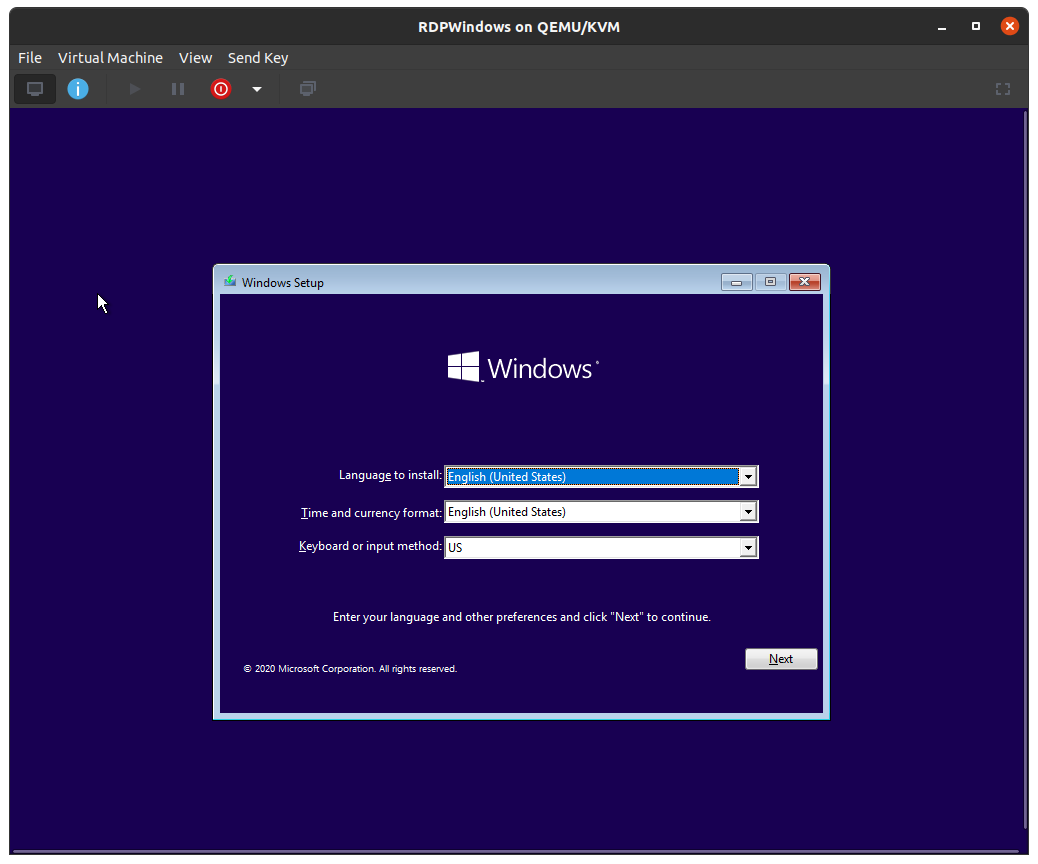 RDPWindows on QEMU/KVM
File Virtual Machine View Send Key
Windows Setup
Windows
Language to install: English (United States)
Time and currency format: English (United States)
Keyboard or input method: US
Enter your language and other preferences and click "Next" to continue.
Next
© 2020 Microsoft Corporation. All rights reserved.